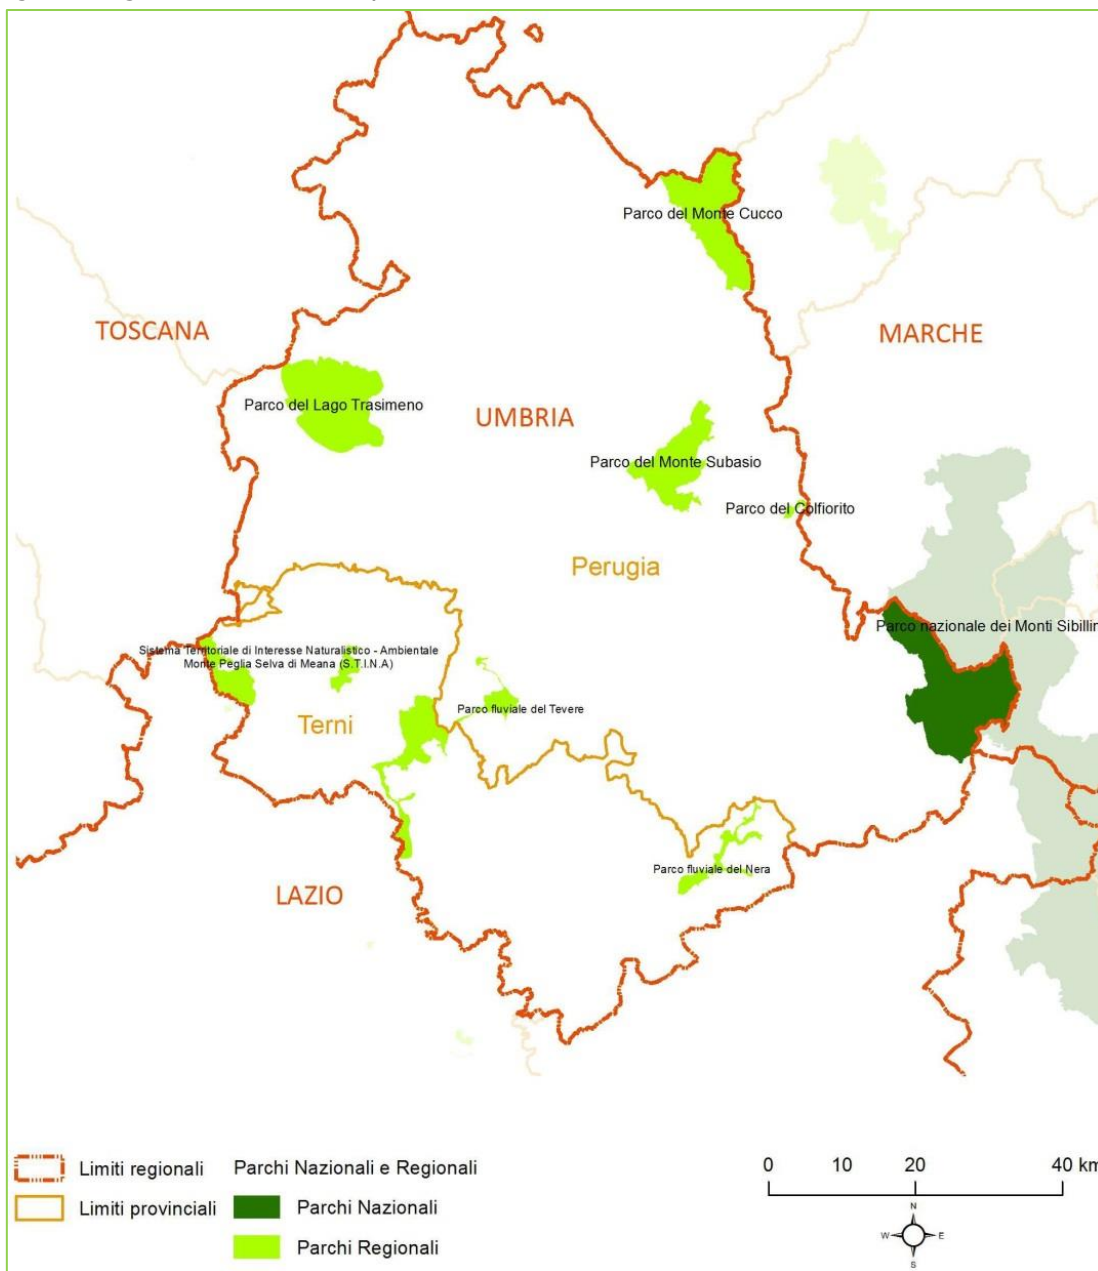 Parco del Monte Cucco
TOSCANA
MARCHE
Parco del Lago Trasimeno
UMBRIA
Parco del Monte Subasio
Parco del Colfiorito
Perugia
Parco nazionale dei Monti Sibillin
Sistema Territoriale di Interesse Naturalistico - Ambientale
Monte Peglia Selva di Meana (S.T.I.N.A)
Parco fluviale del Tevere
Terni
Parco fluviale del Nera
LAZIO
Limiti regionali
Parchi Nazionali e Regionali
0 10 20 40 km
Limiti provinciali
Parchi Nazionali
N
W E
S
Parchi Regionali